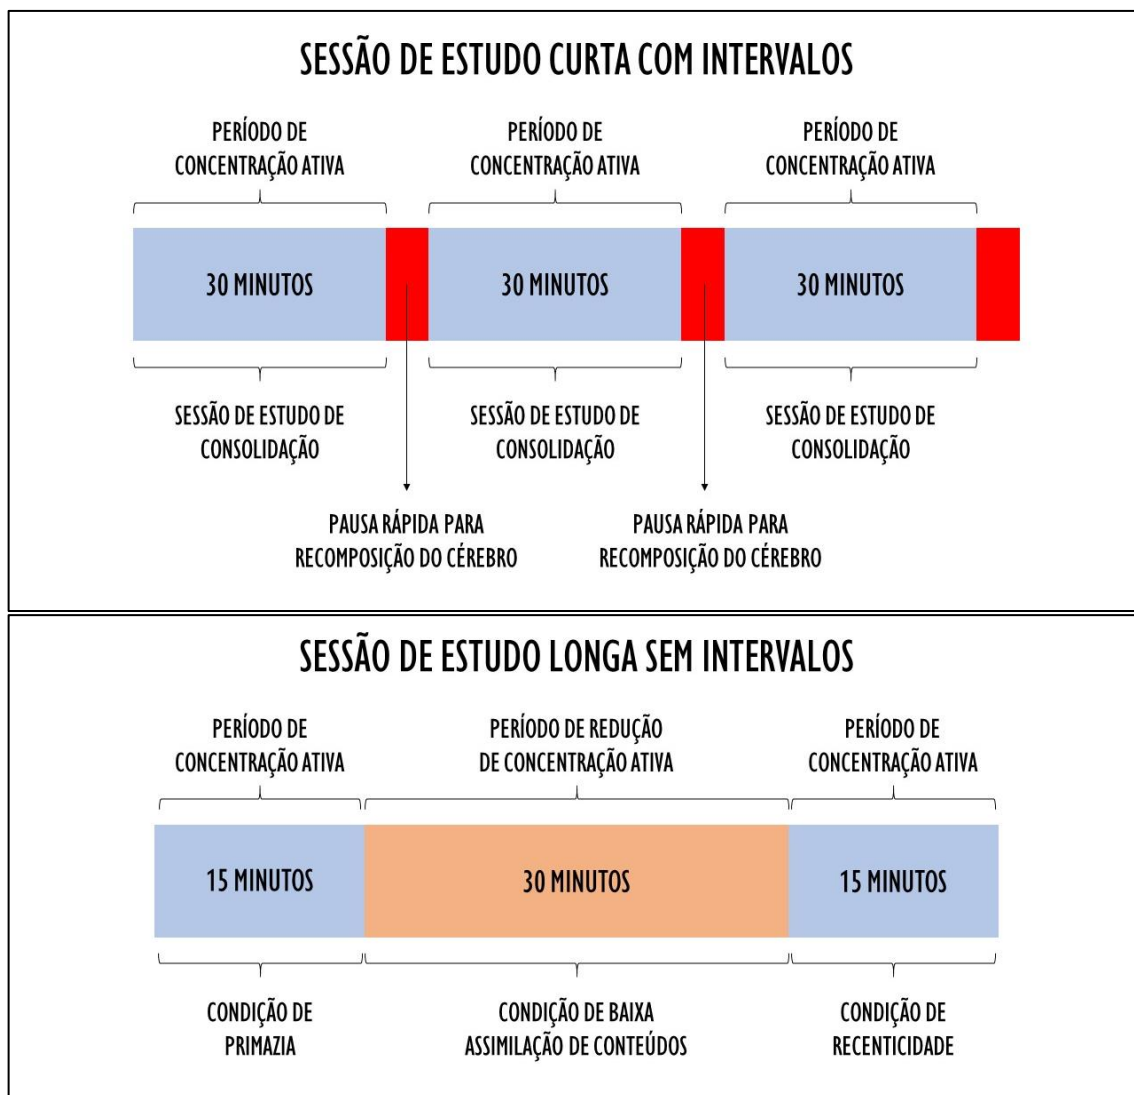 SESSÃO DE ESTUDO CURTA COM INTERVALOS
PERÍODO DE
CONCENTRAÇÃO ATIVA
PERÍODO DE
CONCENTRAÇÃO ATIVA
PERÍODO DE
CONCENTRAÇÃO ATIVA
30 MINUTOS
30 MINUTOS
30 MINUTOS
SESSÃO DE ESTUDO DE
CONSOLIDAÇÃO
SESSÃO DE ESTUDO DE
CONSOLIDAÇÃO
SESSÃO DE ESTUDO DE
CONSOLIDAÇÃO
PAUSA RÁPIDA PARA
RECOMPOSIÇÃO DO CÉREBRO
PAUSA RÁPIDA PARA
RECOMPOSIÇÃO DO CÉREBRO
SESSÃO DE ESTUDO LONGA SEM INTERVALOS
PERÍODO DE
CONCENTRAÇÃO ATIVA
PERÍODO DE REDUÇÃO
DE CONCENTRAÇÃO ATIVA
PERÍODO DE
CONCENTRAÇÃO ATIVA
15 MINUTOS
30 MINUTOS
15 MINUTOS
CONDIÇÃO DE
PRIMAZIA
CONDIÇÃO DE BAIXA
ASSIMILAÇÃO DE CONTEÚDOS
CONDIÇÃO DE
RECENTICIDADE